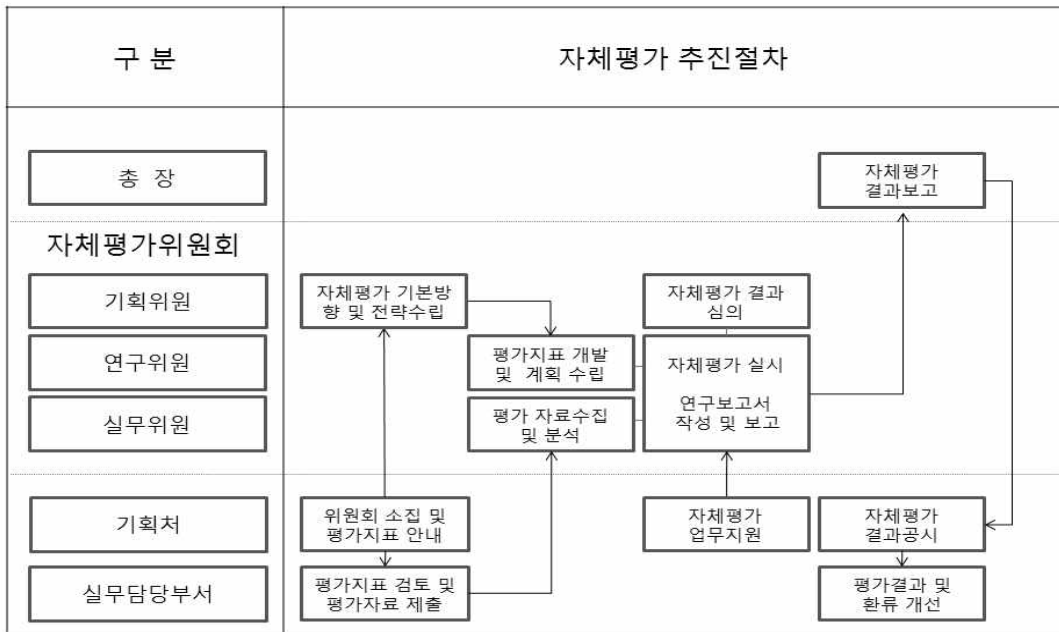 구 분
자체평가 추진절차
총 장
자체평가
결과보고
자체평가위원회
기획위원
자체평가 기본방
향 및 전략수립
자체평가 결과
심의
연구위원
평가지표 개발
및 계획 수립
자체평가 실시
연구보고서
작성 및 보고
실무위원
평가 자료수집
및 분석
기획처
위원회 소집 및
평가지표 안내
자체평가
업무지원
자체평가
결과공시
실무담당부서
평가지표 검토 및
평가자료 제출
평가결과 및
환류 개선